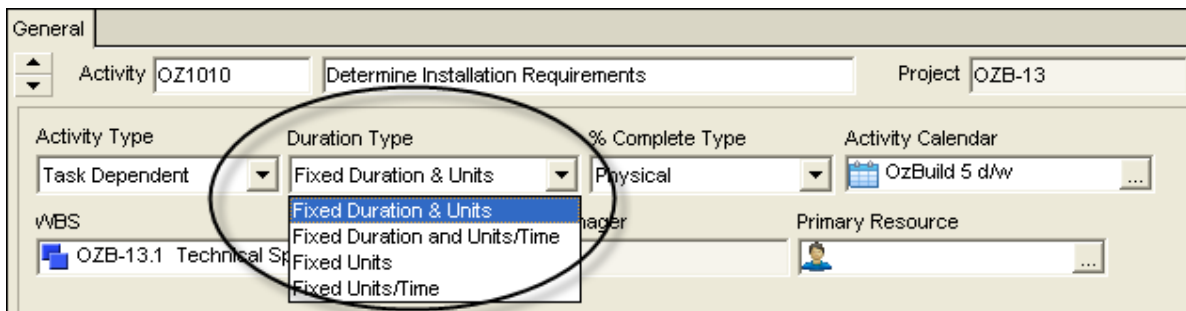 General
Activity OZ1010 Determine Installation Requirements Project OZB-13
Activity Type Duration Type % Complete Type Activity Calendar
Task Dependent Fixed Duration & Units Physical OzBuild 5 d/w ...
Fixed Duration & Units
WBS Primary Resource
Fixed Duration and Units/Time
OZB-13.1 Technical
Fixed Units
...
Fixed Units/Time